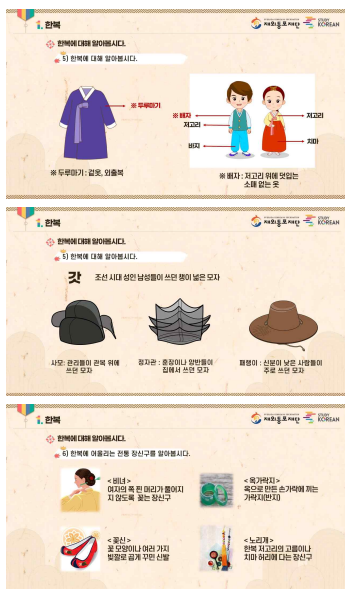 i. 한복
재외동포재단
STUDY KOREAN
한복에 대해 알아봅시다.
5) 한복에 대해 알아봅시다.
※ 두루마기
※ 배자
저고리
바지
저고리
치마
※ 두루마기 : 겉옷, 외출복
※ 배자 : 저고리 위에 덧입는
소매 없는 옷
i. 한복
재외동포재단
STUDY KOREAN
한복에 대해 알아봅시다.
5) 한복에 대해 알아봅시다.
갓 조선 시대 성인 남성들이 쓰던 챙이 넓은 모자
사모: 관리들이 관복 위에
쓰던 모자
정자관 : 훈장이나 양반들이
집에서 쓰던 모자
패랭이 : 신분이 낮은 사람들이
주로 쓰던 모자
i. 한복
재외동포재단
STUDY KOREAN
한복에 대해 알아봅시다.
6) 한복에 어울리는 전통 장신구를 알아봅시다.
< 비녀 >
여자의 쪽 찐 머리가 풀어지
지 않도록 꽂는 장신구
< 옥가락지 >
옥으로 만든 손가락에 끼는
가락지(반지)
< 꽃신 >
꽃 모양이나 여러 가지
빛깔로 곱게 꾸민 신발
< 노리개 >
한복 저고리의 고름이나
치마 허리에 다는 장신구